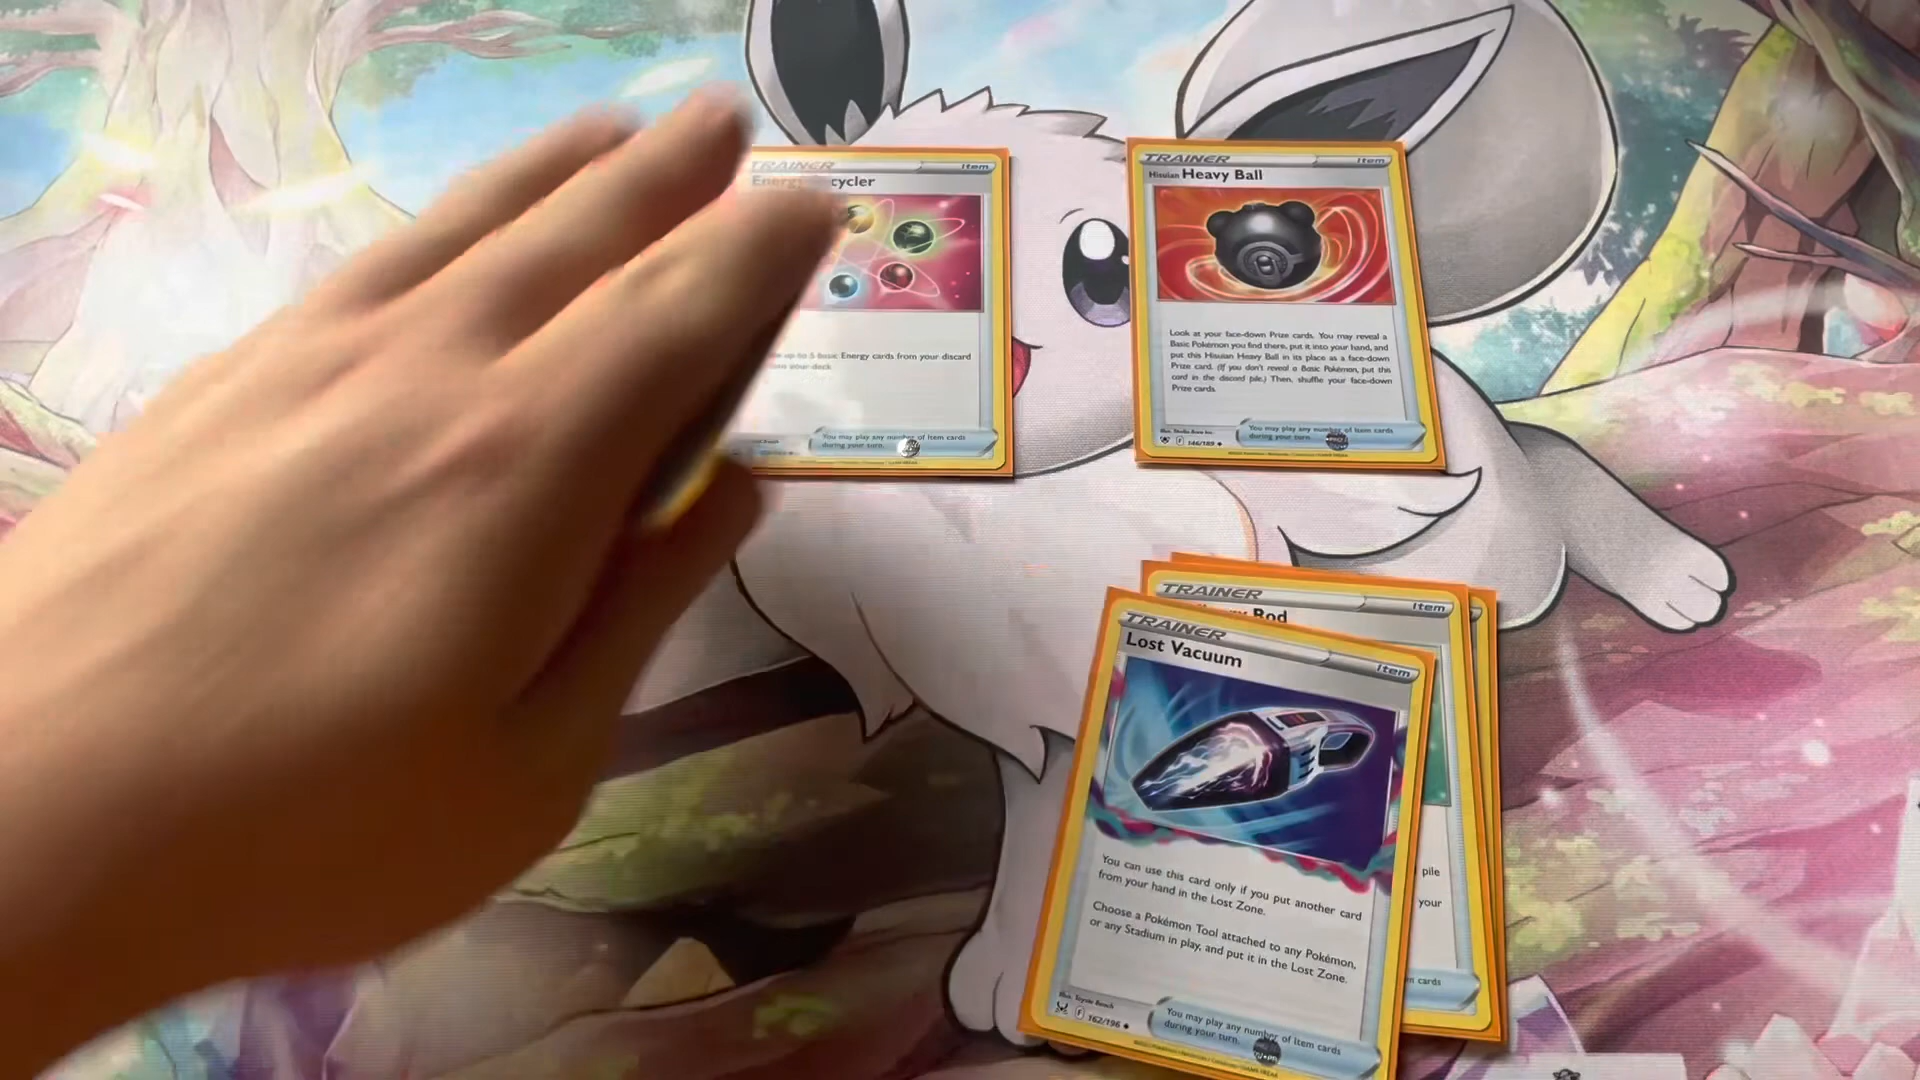 TRAINER
Item
Energy cycler
up to 5 basic Energy cards from your discard
your deck
You may play any number of Item cards
during your turn.
TRAINER
Item
Hisuian Heavy Ball
Look at your face-down Prize cards. You may reveal a
Basic Pokémon you find there, put it into your hand, and
put this Hisuian Heavy Ball in its place as a face-down
Prize card. (If you don't reveal a Basic Pokémon, put this
card in the discard pile.) Then, shuffle your face-down
Prize cards.
F 146/189
You may play any number of Item cards
during your turn.
TRAINER
Item
Rod
pile
your
cards
TRAINER
Item
Lost Vacuum
You can use this card only if you put another card
from your hand in the Lost Zone.
Choose a Pokémon Tool attached to any Pokémon,
or any Stadium in play, and put it in the Lost Zone.
Illus. Toyste Beach
F 162/196
You may play any number of Item cards
during your turn.